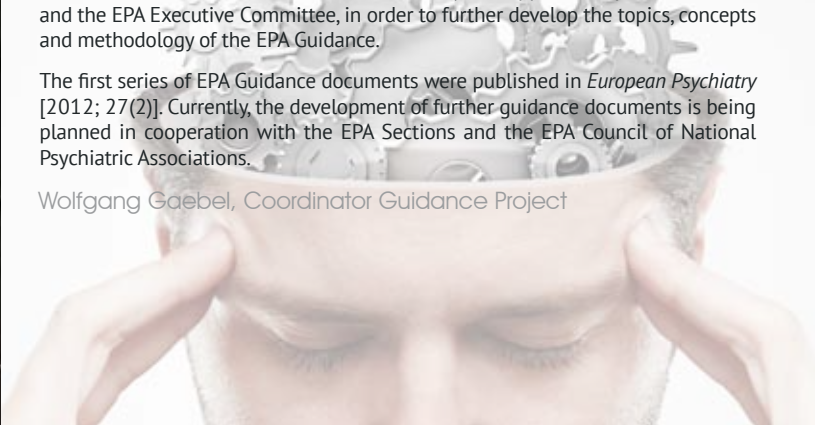 and the EPA Executive Committee, in order to further develop the topics, concepts
and methodology of the EPA Guidance.
The first series of EPA Guidance documents were published in European Psychiatry
[2012; 27(2)]. Currently, the development of further guidance documents is being
planned in cooperation with the EPA Sections and the EPA Council of National
Psychiatric Associations.
Wolfgang Gaebel, Coordinator Guidance Project